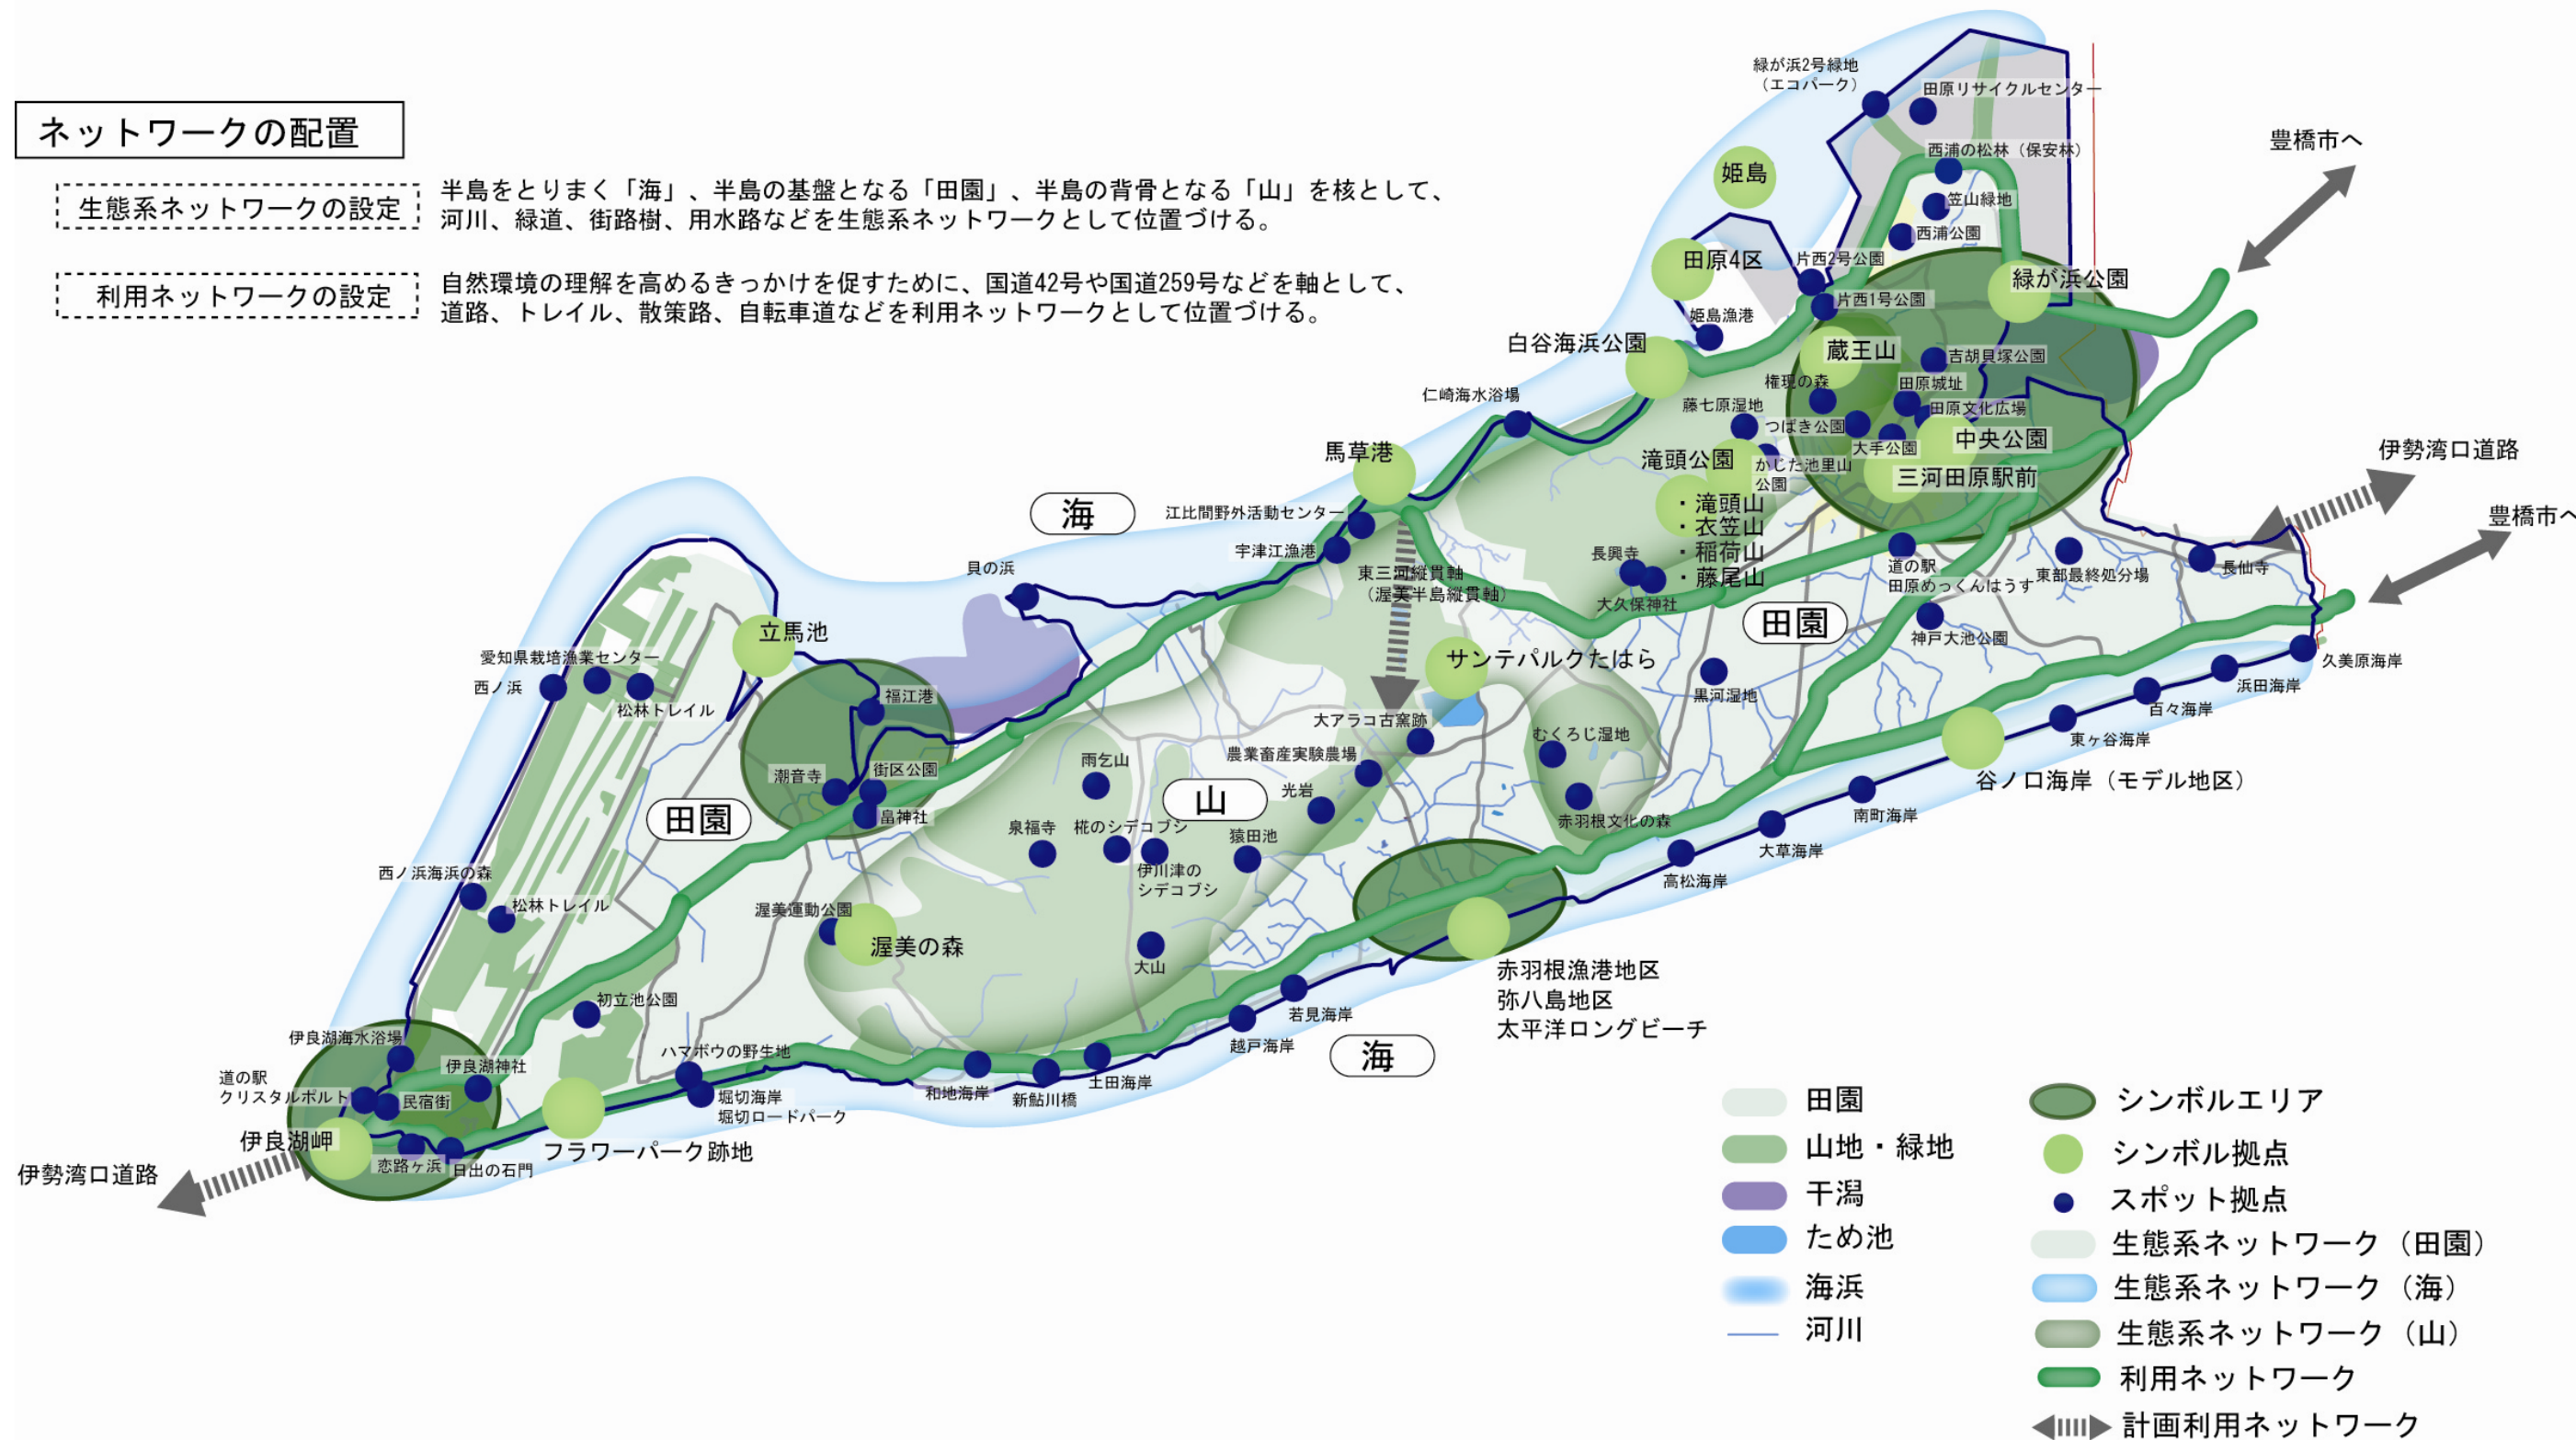 ネットワークの配置
生態系ネットワークの設定
半島をとりまく「海」、半島の基盤となる「田園」、半島の背骨となる「山」を核として、
河川、緑道、街路樹、用水路などを生態系ネットワークとして位置づける。
利用ネットワークの設定
自然環境の理解を高めるきっかけを促すために、国道42号や国道259号などを軸として、
道路、トレイル、散策路、自転車道などを利用ネットワークとして位置づける。
緑が浜2号緑地
（エコパーク）
田原リサイクルセンター
西浦の松林（保安林）
笠山緑地
西浦公園
豊橋市へ
姫島
田原4区
片西2号公園
緑が浜公園
片西1号公園
姫島漁港
白谷海浜公園
蔵王山
吉胡貝塚公園
権現の森
田原城址
仁崎海水浴場
藤七原湿地
田原文化広場
つばき公園
大手公園
中央公園
馬草港
滝頭公園
かじた池里山
公園
三河田原駅前
伊勢湾口道路
豊橋市へ
・滝頭山
・衣笠山
・稲荷山
・藤尾山
海
江比間野外活動センター
宇津江漁港
長興寺
大久保神社
東三河縦貫軸
（渥美半島縦貫軸）
道の駅
田原めっくんはうす
東部最終処分場
長仙寺
貝の浜
田園
神戸大池公園
立馬池
サンテパルクたはら
愛知県栽培漁業センター
西ノ浜
松林トレイル
福江港
黒河湿地
久美原海岸
浜田海岸
百々海岸
東ヶ谷海岸
大アラコ古窯跡
むくろじ湿地
農業畜産実験農場
雨乞山
潮音寺
街区公園
山
光岩
谷ノ口海岸（モデル地区）
田園
畠神社
泉福寺
椛のシデコブシ
猿田池
赤羽根文化の森
南町海岸
大草海岸
伊川津の
シデコブシ
高松海岸
西ノ浜海浜の森
松林トレイル
渥美運動公園
渥美の森
大山
赤羽根漁港地区
弥八島地区
太平洋ロングビーチ
初立池公園
若見海岸
越戸海岸
海
伊良湖海水浴場
ハマボウの野生地
伊良湖神社
道の駅
クリスタルポルト
民宿街
堀切海岸
堀切ロードパーク
和地海岸
新鮎川橋
土田海岸
伊良湖岬
恋路ヶ浜
日出の石門
フラワーパーク跡地
伊勢湾口道路
田園
山地・緑地
干潟
ため池
海浜
河川
シンボルエリア
シンボル拠点
スポット拠点
生態系ネットワーク（田園）
生態系ネットワーク（海）
生態系ネットワーク（山）
利用ネットワーク
計画利用ネットワーク